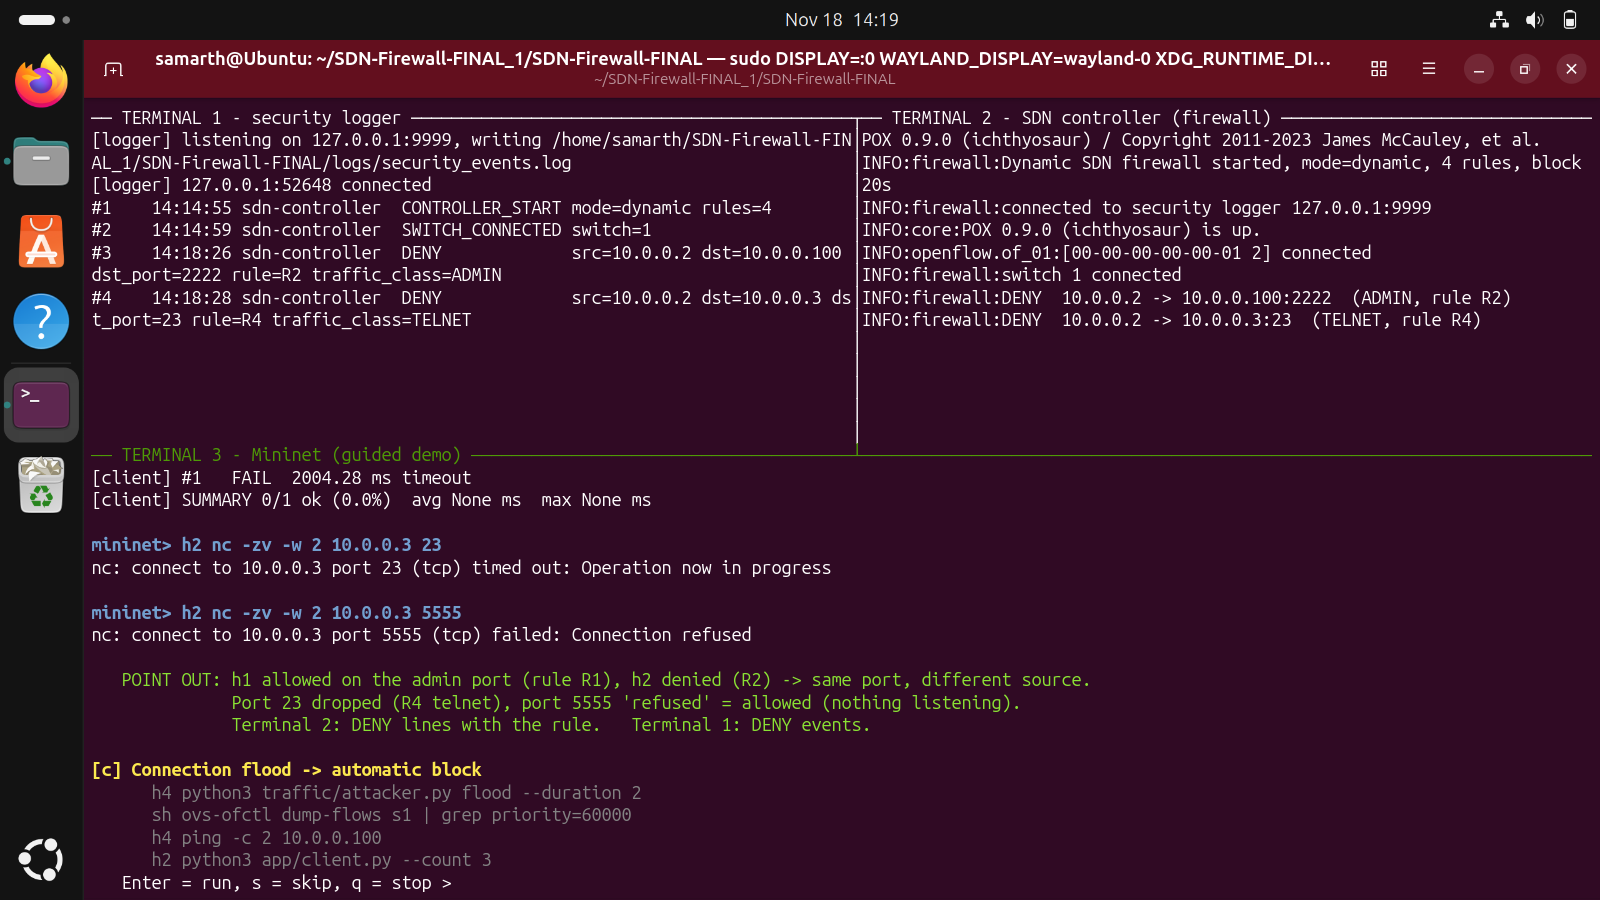 Nov 18 14:19
samarth@Ubuntu: ~/SDN-Firewall-FINAL_1/SDN-Firewall-FINAL — sudo DISPLAY=:0 WAYLAND_DISPLAY=wayland-0 XDG_RUNTIME_DI...
~/SDN-Firewall-FINAL_1/SDN-Firewall-FINAL
TERMINAL 1 - security logger
[logger] listening on 127.0.0.1:9999, writing /home/samarth/SDN-Firewall-FIN
AL_1/SDN-Firewall-FINAL/logs/security_events.log
[logger] 127.0.0.1:52648 connected
#1 14:14:55 sdn-controller CONTROLLER_START mode=dynamic rules=4
#2 14:14:59 sdn-controller SWITCH_CONNECTED switch=1
#3 14:18:26 sdn-controller DENY src=10.0.0.2 dst=10.0.0.100
dst_port=2222 rule=R2 traffic_class=ADMIN
#4 14:18:28 sdn-controller DENY src=10.0.0.2 dst=10.0.0.3 ds
t_port=23 rule=R4 traffic_class=TELNET
TERMINAL 2 - SDN controller (firewall)
POX 0.9.0 (ichthyosaur) / Copyright 2011-2023 James McCauley, et al.
INFO:firewall:Dynamic SDN firewall started, mode=dynamic, 4 rules, block
20s
INFO:firewall:connected to security logger 127.0.0.1:9999
INFO:core:POX 0.9.0 (ichthyosaur) is up.
INFO:openflow.of_01:[00-00-00-00-00-01 2] connected
INFO:firewall:switch 1 connected
INFO:firewall:DENY 10.0.0.2 -> 10.0.0.100:2222 (ADMIN, rule R2)
INFO:firewall:DENY 10.0.0.2 -> 10.0.0.3:23 (TELNET, rule R4)
TERMINAL 3 - Mininet (guided demo)
[client] #1 FAIL 2004.28 ms timeout
[client] SUMMARY 0/1 ok (0.0%) avg None ms max None ms
mininet> h2 nc -zv -w 2 10.0.0.3 23
nc: connect to 10.0.0.3 port 23 (tcp) timed out: Operation now in progress
mininet> h2 nc -zv -w 2 10.0.0.3 5555
nc: connect to 10.0.0.3 port 5555 (tcp) failed: Connection refused
POINT OUT: h1 allowed on the admin port (rule R1), h2 denied (R2) -> same port, different source.
Port 23 dropped (R4 telnet), port 5555 'refused' = allowed (nothing listening).
Terminal 2: DENY lines with the rule. Terminal 1: DENY events.
[c] Connection flood -> automatic block
h4 python3 traffic/attacker.py flood --duration 2
sh ovs-ofctl dump-flows s1 | grep priority=60000
h4 ping -c 2 10.0.0.100
h2 python3 app/client.py --count 3
Enter = run, s = skip, q = stop >